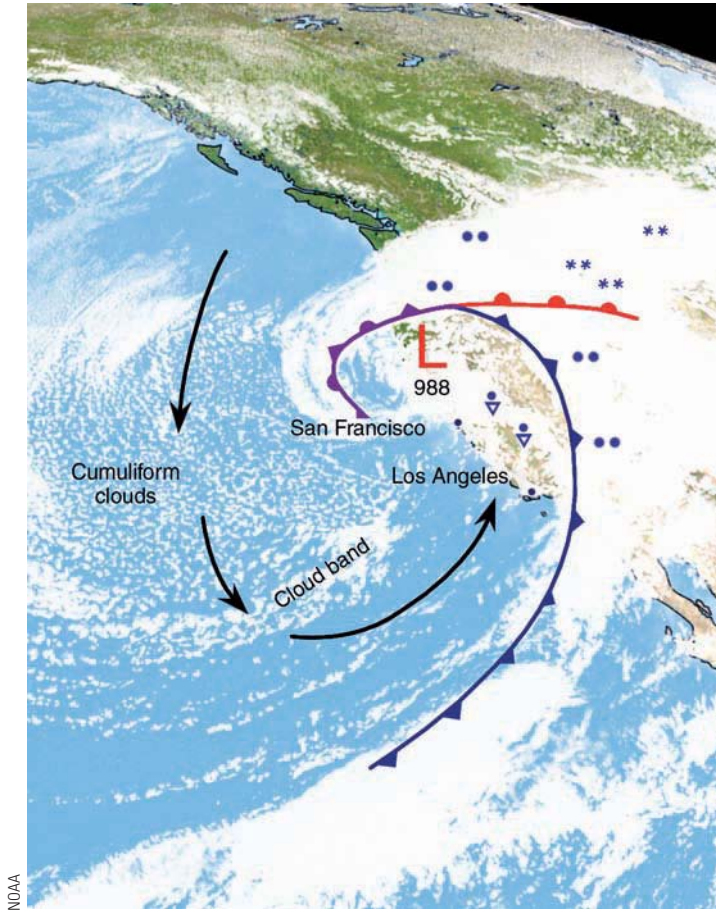 L
988
San Francisco
Los Angeles
Cumuliform
clouds
Cloud band
NOAA